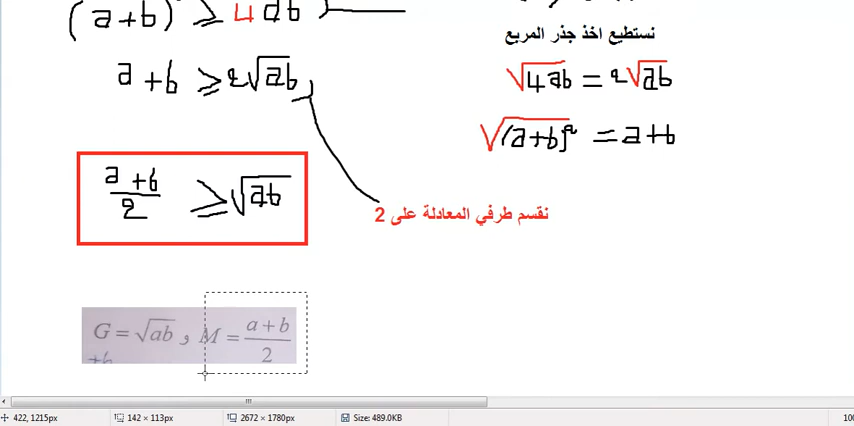 (a+b)² ≥ 4ab
نستطيع اخذ جذر المربع
a+b ≥ 2√ab
√4ab = 2√ab
√(a+b)² = a+b
a+b/2 ≥ √ab
نقسم طرفي المعادلة على 2
G = √ab , M = a+b/2
+b
422, 1215px 142 × 113px 2672 × 1780px Size: 489.0KB